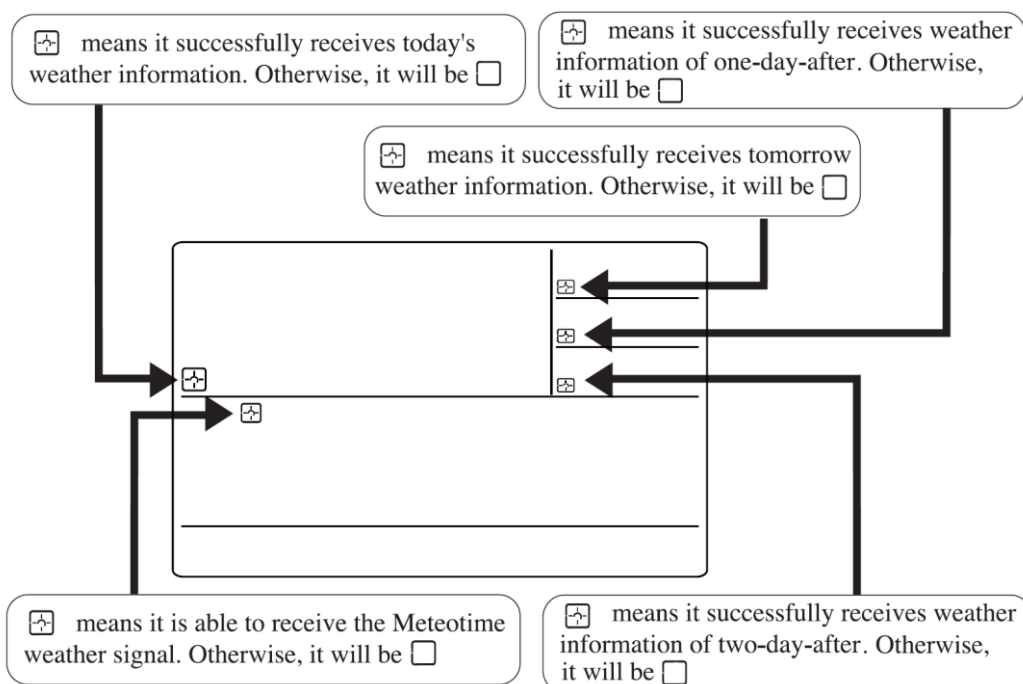 means it successfully receives today's
weather information. Otherwise, it will be
means it successfully receives weather
information of one-day-after. Otherwise,
it will be
means it successfully receives tomorrow
weather information. Otherwise, it will be
means it is able to receive the Meteotime
weather signal. Otherwise, it will be
means it successfully receives weather
information of two-day-after. Otherwise,
it will be